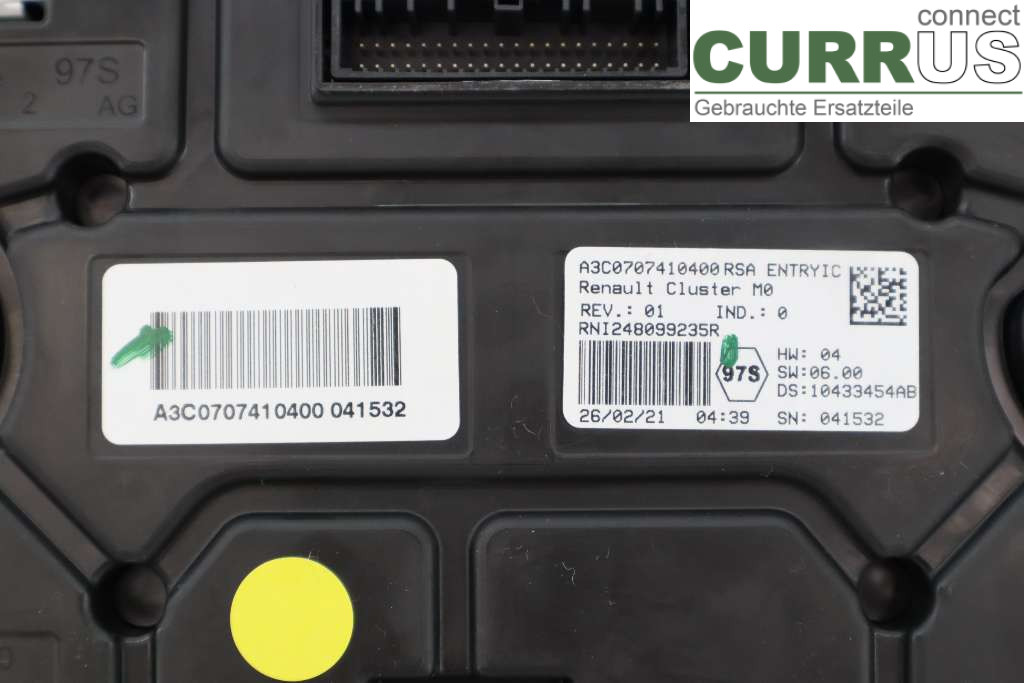 connect
CURRUS
Gebrauchte Ersatzteile
97S
2 AG
A3C0707410400 041532
A3C0707410400 RSA ENTRYIC
Renault Cluster M0
REV.: 01 IND.: 0
RNI248099235R
97S
HW: 04
SW:06.00
DS:10433454AB
26/02/21 04:39 SN: 041532